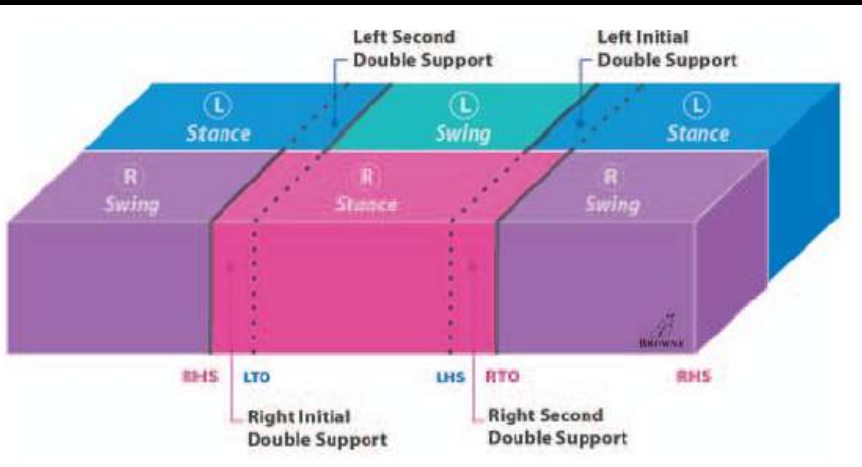 Left Second
Double Support
Left Initial
Double Support
L
Stance
L
Swing
L
Stance
R
Swing
R
Stance
R
Swing
BROWNE
RHS
LTO
LHS
RTO
RHS
Right Initial
Double Support
Right Second
Double Support